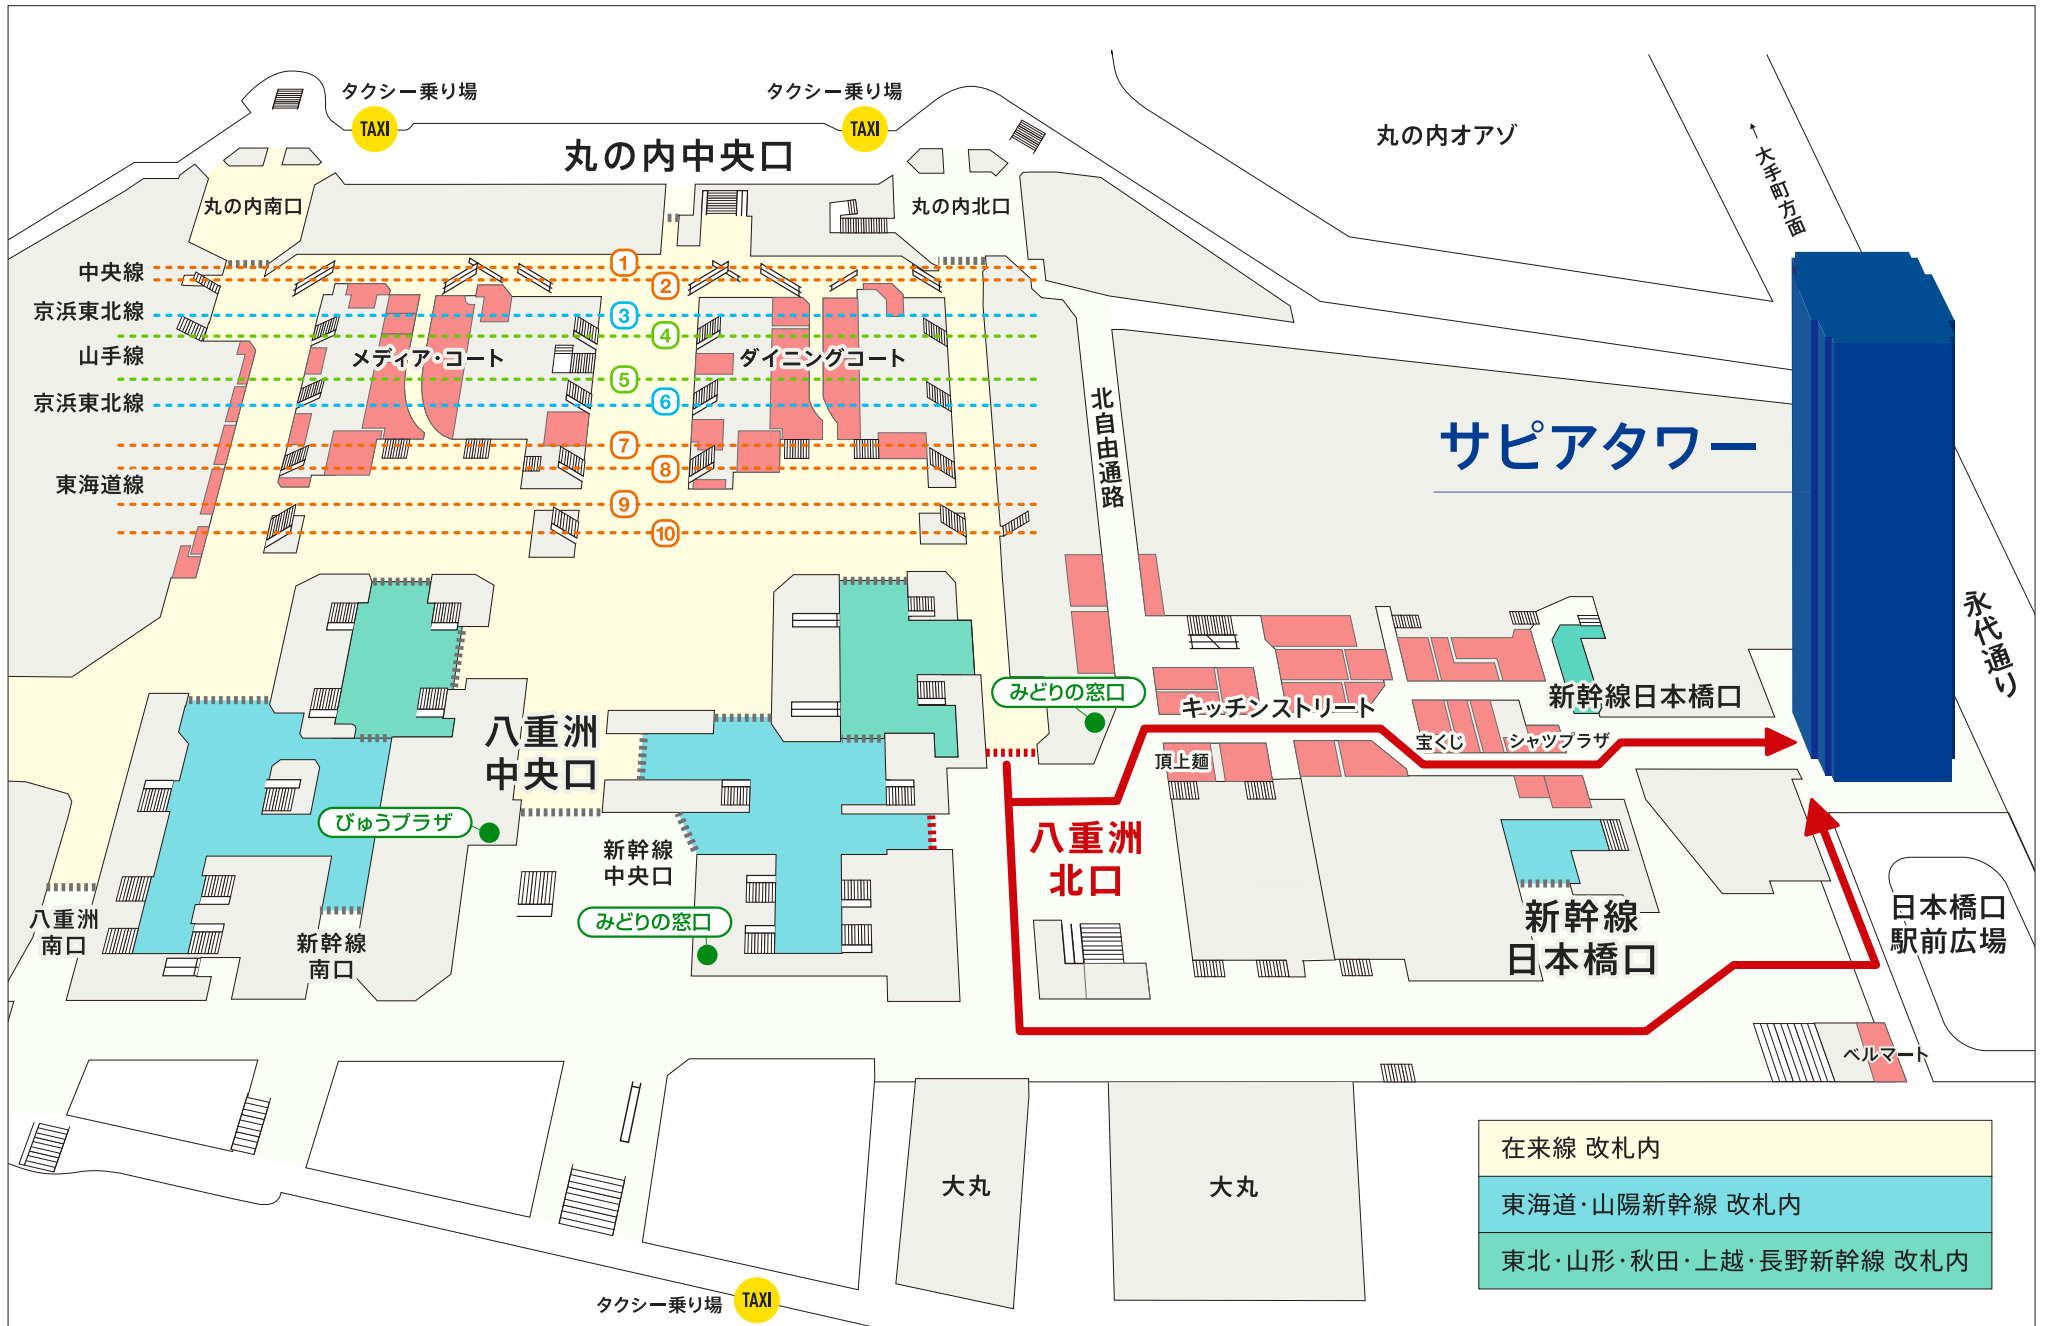 タクシー乗り場
TAXI
タクシー乗り場
TAXI
丸の内中央口
丸の内オアゾ
←大手町方面
丸の内南口
丸の内北口
中央線
京浜東北線
山手線
京浜東北線
東海道線
1
2
3
4
5
6
7
8
9
10
メディア・コート
ダイニングコート
北自由通路
サピアタワー
永代通り
みどりの窓口
キッチンストリート
新幹線日本橋口
宝くじ
シャツプラザ
頂上麺
八重洲
中央口
びゅうプラザ
新幹線
中央口
みどりの窓口
八重洲
北口
八重洲
南口
新幹線
南口
新幹線
日本橋口
日本橋口
駅前広場
ベルマート
大丸
大丸
タクシー乗り場
TAXI
在来線 改札内
東海道・山陽新幹線 改札内
東北・山形・秋田・上越・長野新幹線 改札内